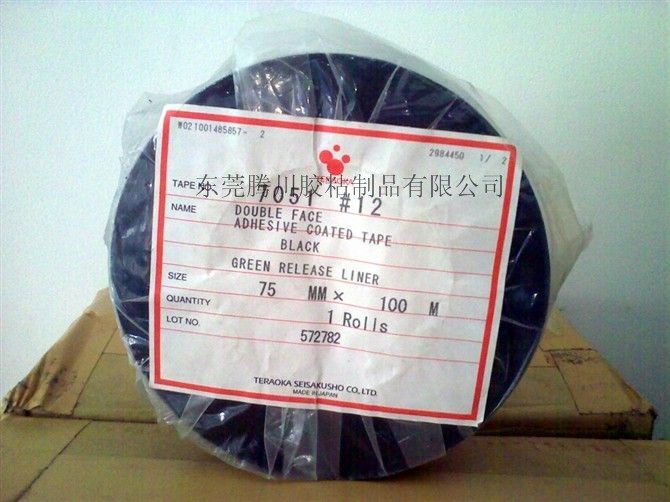 W021001485857- 2
2984450 1/ 2
东莞腾川胶粘制品有限公司
TAPE NO. 7051 #12
NAME DOUBLE FACE
ADHESIVE COATED TAPE
BLACK
GREEN RELEASE LINER
SIZE 75 MM × 100 M
QUANTITY 1 Rolls
LOT NO. 572782
TERAOKA SEISAKUSHO CO., LTD.
MADE IN JAPAN